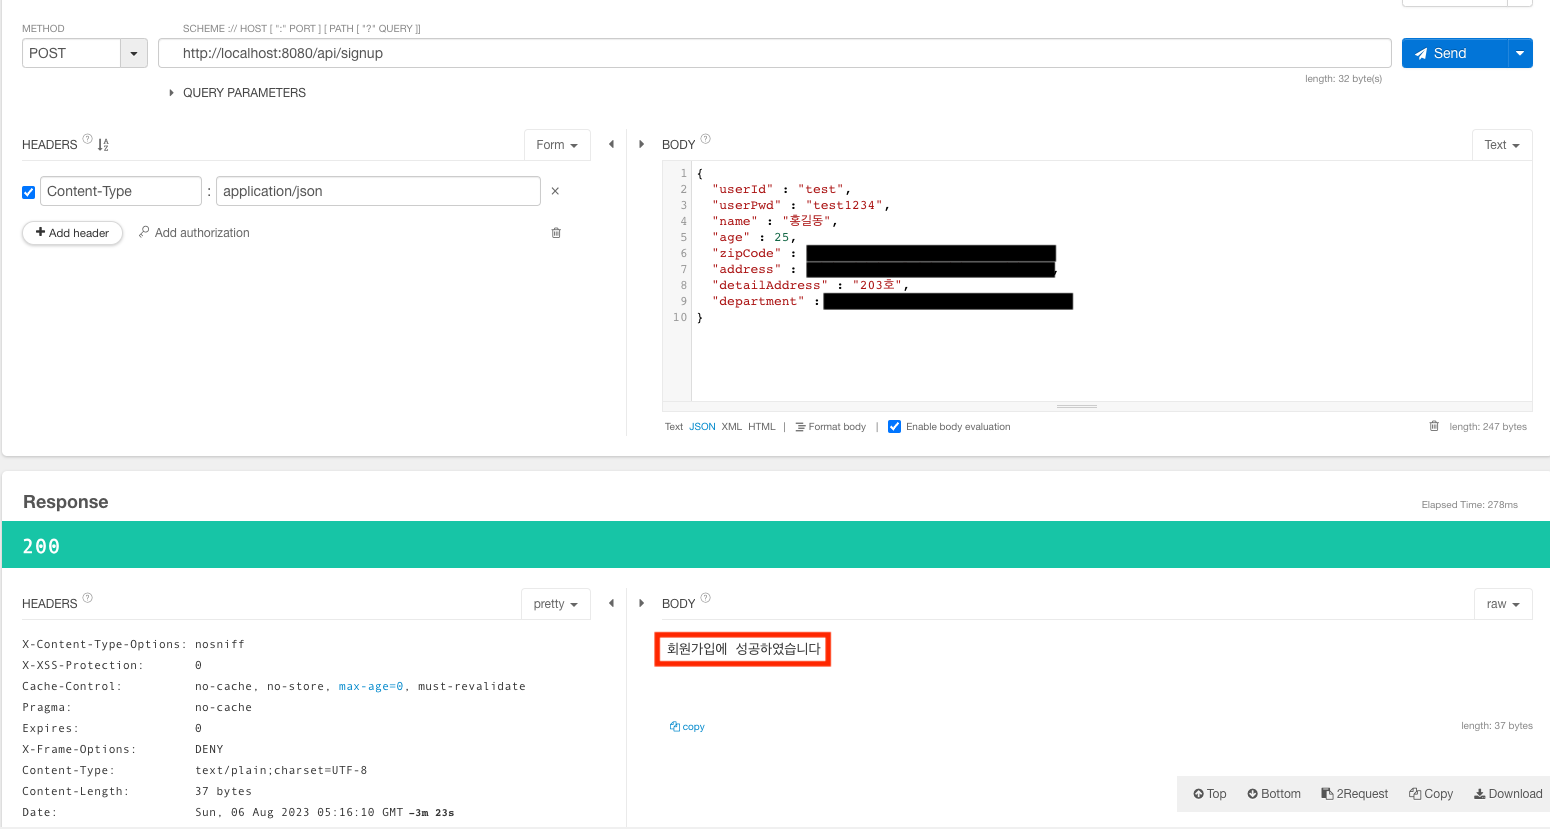 METHOD
SCHEME :// HOST [ ":" PORT ] [ PATH [ "?" QUERY ]]
POST
http://localhost:8080/api/signup
Send
length: 32 byte(s)
QUERY PARAMETERS
HEADERS ?
Form
BODY ?
Text
Content-Type : application/json ×
+ Add header
Add authorization
1 {
2 "userId" : "test",
3 "userPwd" : "test1234",
4 "name" : "홍길동",
5 "age" : 25,
6 "zipCode" :
7 "address" : ,
8 "detailAddress" : "203호",
9 "department" :
10 }
Text JSON XML HTML | Format body | Enable body evaluation
length: 247 bytes
Response
Elapsed Time: 278ms
200
HEADERS ?
pretty
BODY ?
raw
X-Content-Type-Options: nosniff
X-XSS-Protection: 0
Cache-Control: no-cache, no-store, max-age=0, must-revalidate
Pragma: no-cache
Expires: 0
X-Frame-Options: DENY
Content-Type: text/plain;charset=UTF-8
Content-Length: 37 bytes
Date: Sun, 06 Aug 2023 05:16:10 GMT -3m 23s
회원가입에 성공하였습니다
copy
length: 37 bytes
Top Bottom 2Request Copy Download